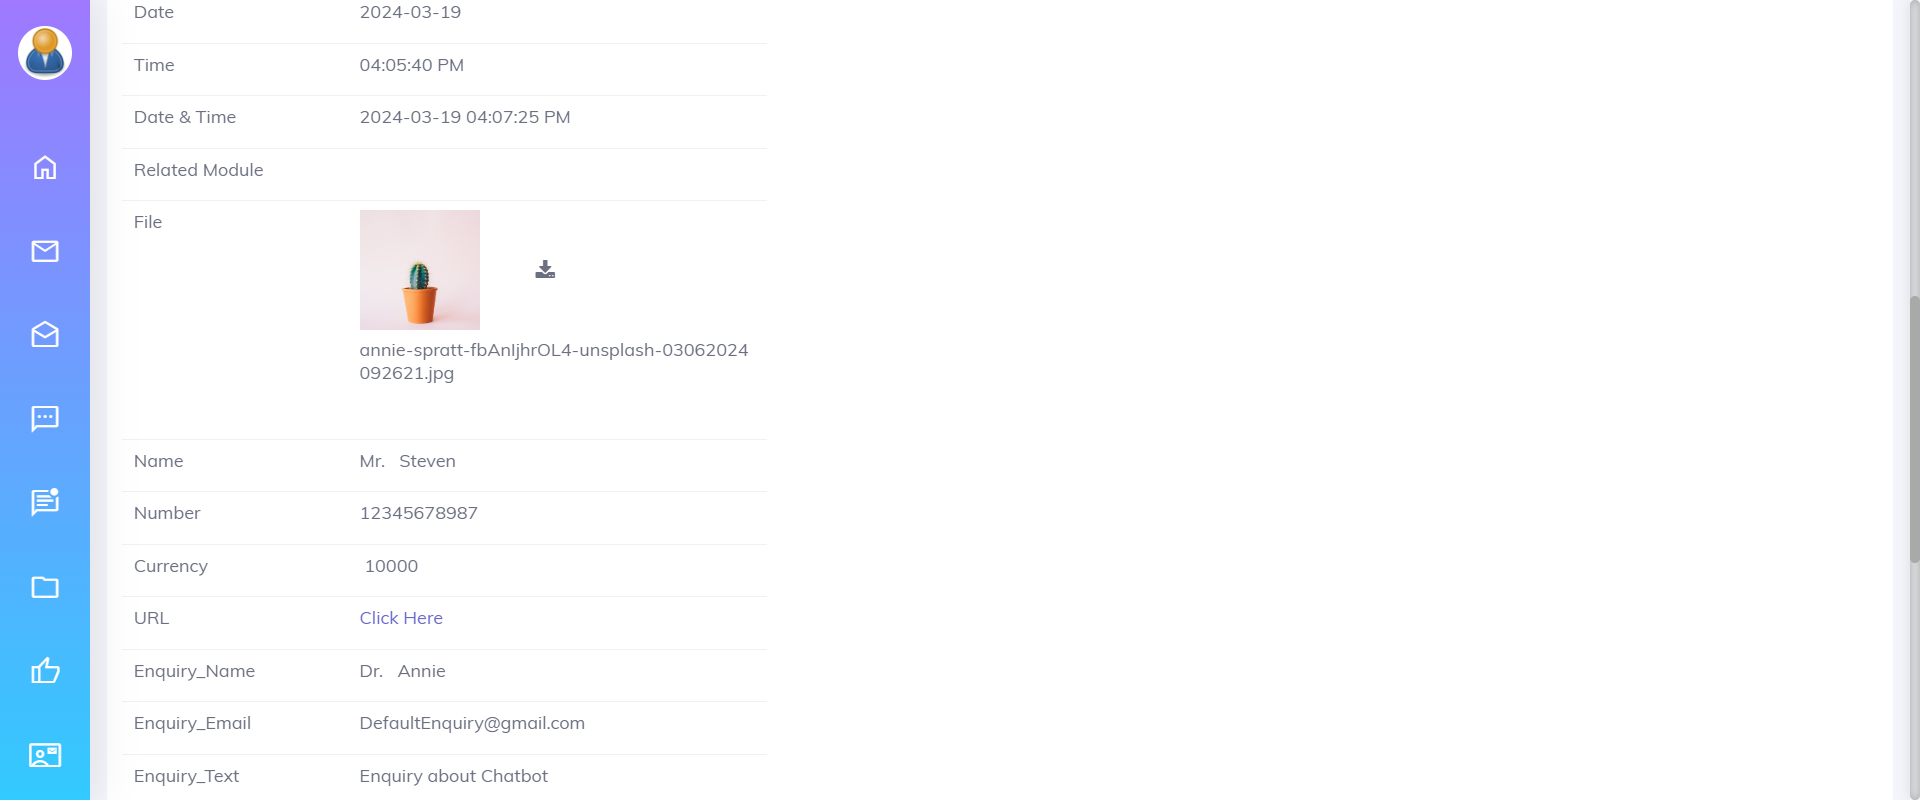 Date 2024-03-19
Time 04:05:40 PM
Date & Time 2024-03-19 04:07:25 PM
Related Module
File
annie-spratt-fbAnIjhrOL4-unsplash-03062024
092621.jpg
Name Mr. Steven
Number 12345678987
Currency 10000
URL Click Here
Enquiry_Name Dr. Annie
Enquiry_Email DefaultEnquiry@gmail.com
Enquiry_Text Enquiry about Chatbot